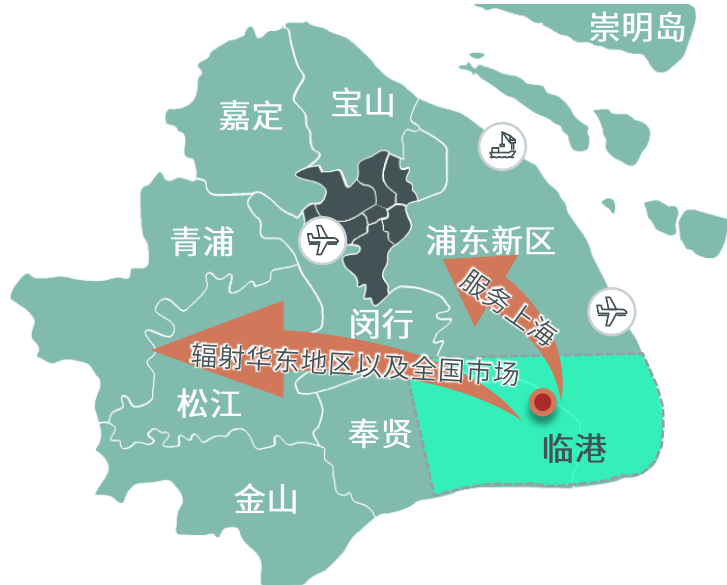 崇明岛
宝山
嘉定
青浦
浦东新区
服务上海
闵行
辐射华东地区以及全国市场
松江
奉贤
临港
金山